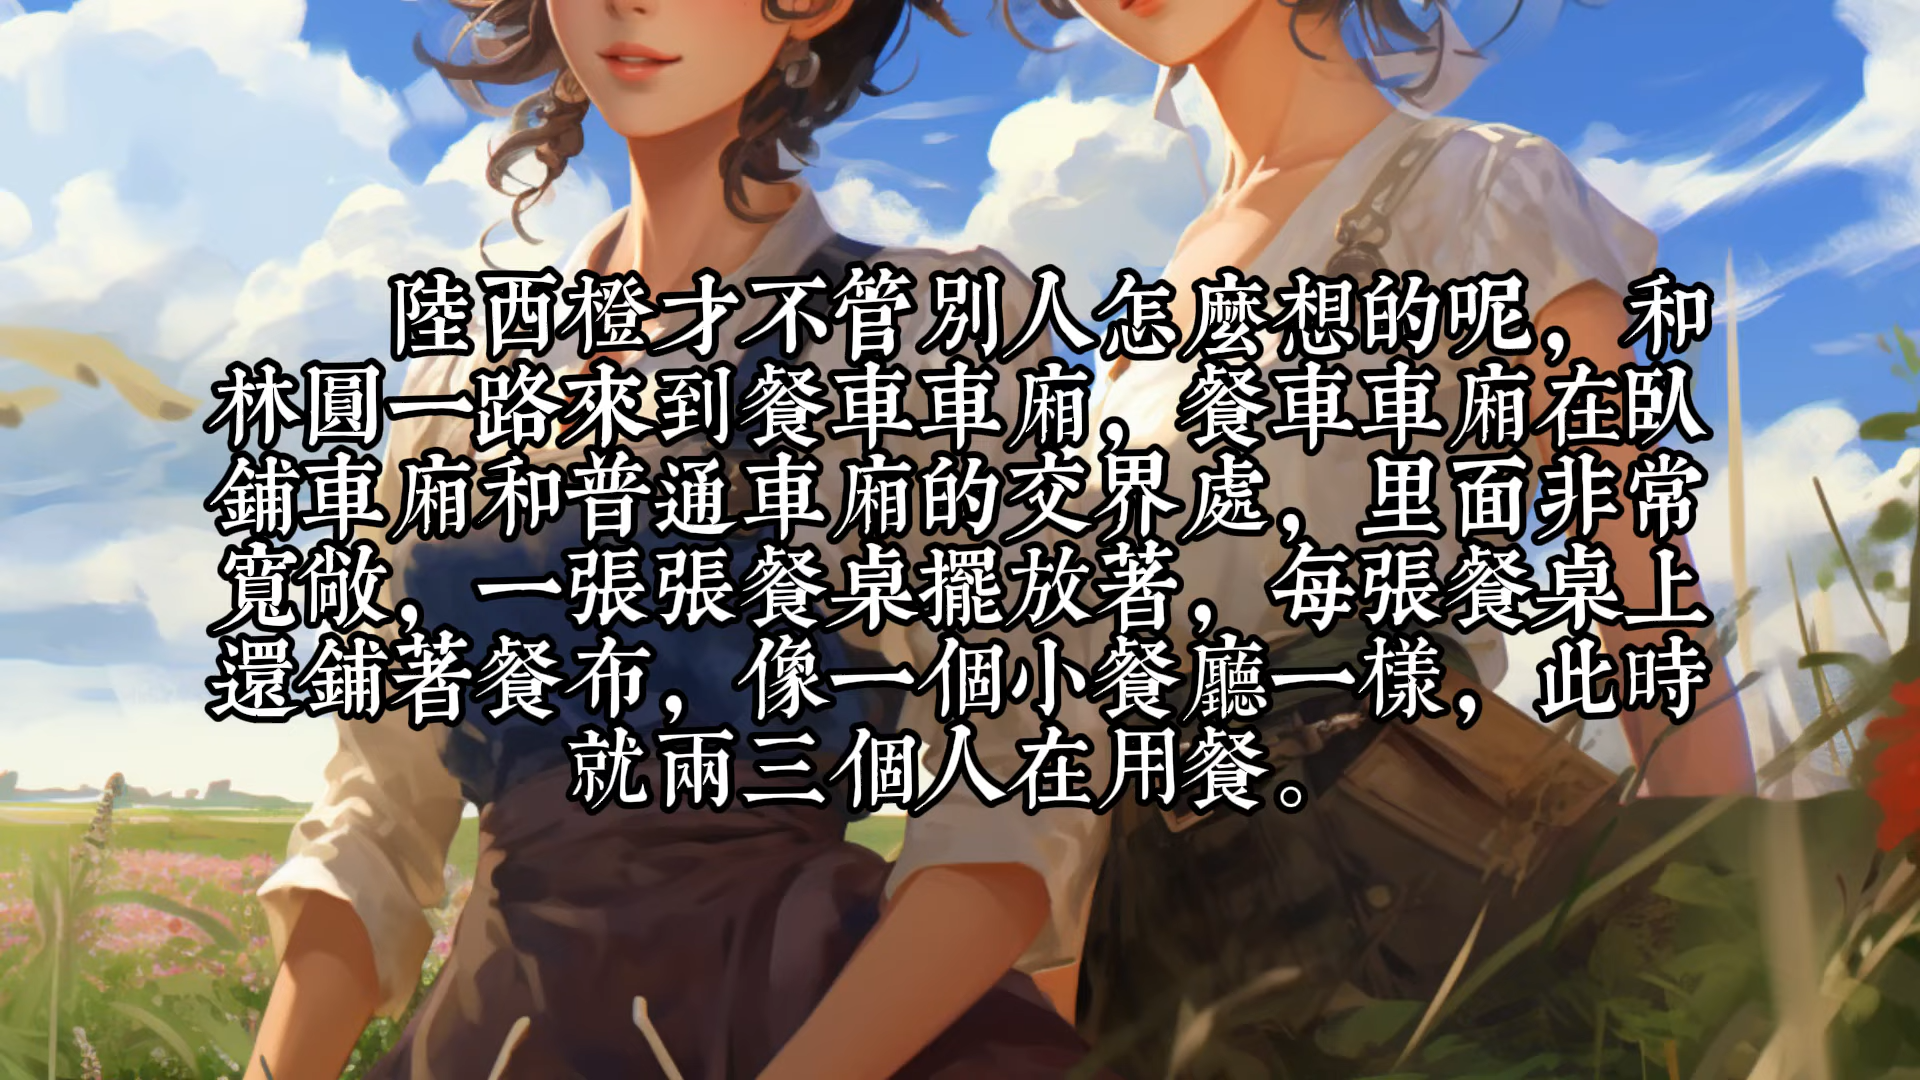 陸西橙才不管別人怎麼想的呢，和
林圓一路來到餐車車廂，餐車車廂在臥
鋪車廂和普通車廂的交界處，里面非常
寬敞，一張張餐桌擺放著，每張餐桌上
還鋪著餐布，像一個小餐廳一樣，此時
就兩三個人在用餐。